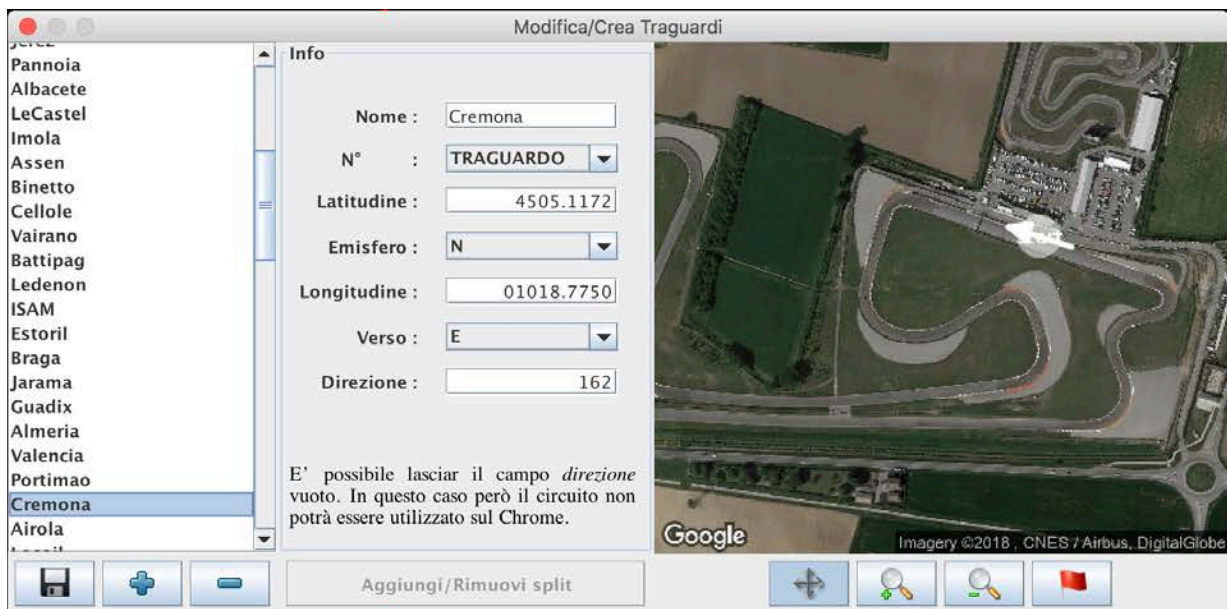 Modifica/Crea Traguardi
Jerez
Pannoia
Albacete
LeCastel
Imola
Assen
Binetto
Cellole
Vairano
Battipag
Ledenon
ISAM
Estoril
Braga
Jarama
Guadix
Almeria
Valencia
Portimao
Cremona
Airola
Info
Nome : Cremona
N° : TRAGUARDO
Latitudine : 4505.1172
Emisfero : N
Longitudine : 01018.7750
Verso : E
Direzione : 162
E' possibile lasciar il campo direzione
vuoto. In questo caso però il circuito non
potrà essere utilizzato sul Chrome.
Aggiungi/Rimuovi split
Google
Imagery ©2018 , CNES / Airbus, DigitalGlobe